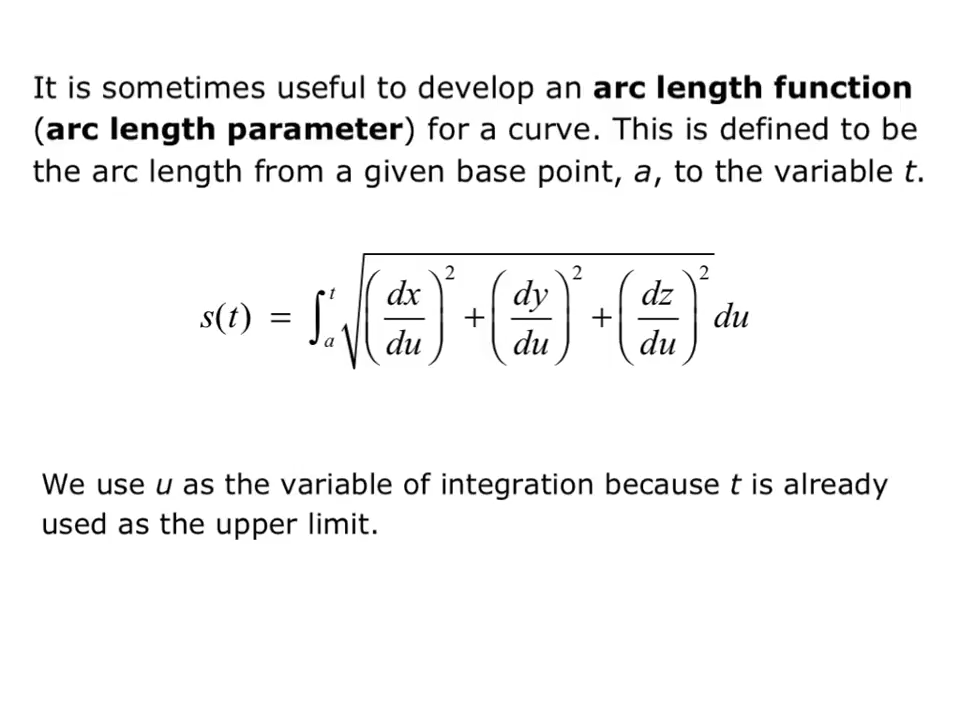 It is sometimes useful to develop an arc length function
(arc length parameter) for a curve. This is defined to be
the arc length from a given base point, a, to the variable t.
s(t) = ∫ₐᵗ √((dx/du)² + (dy/du)² + (dz/du)²) du
We use u as the variable of integration because t is already
used as the upper limit.